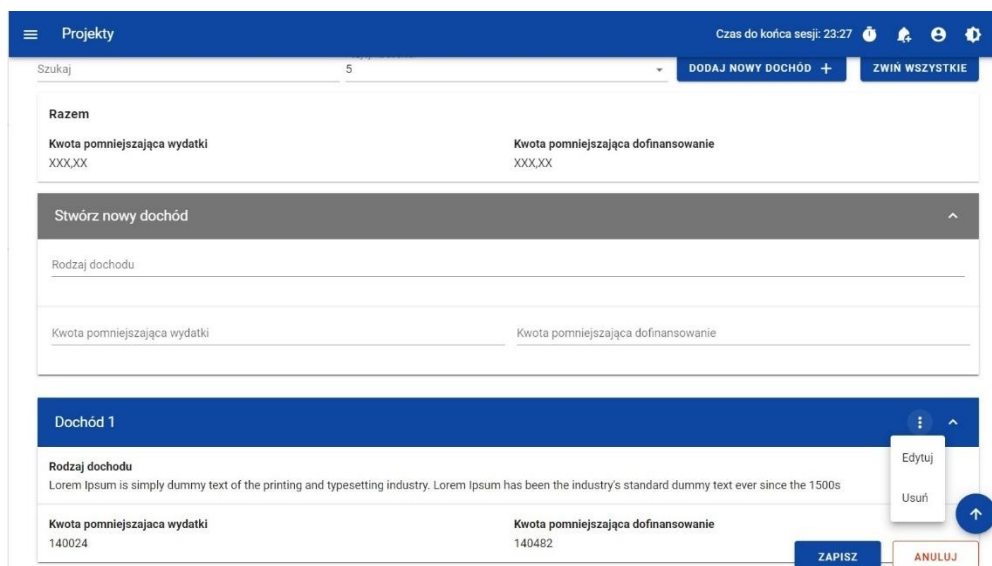 Projekty
Czas do końca sesji: 23:27
Szukaj
5
DODAJ NOWY DOCHÓD +
ZWIŃ WSZYSTKIE
Razem
Kwota pomniejszająca wydatki
Kwota pomniejszająca dofinansowanie
XXX,XX
XXX,XX
Stwórz nowy dochód
Rodzaj dochodu
Kwota pomniejszająca wydatki
Kwota pomniejszająca dofinansowanie
Dochód 1
Edytuj
Usuń
Rodzaj dochodu
Lorem Ipsum is simply dummy text of the printing and typesetting industry. Lorem Ipsum has been the industry's standard dummy text ever since the 1500s
Kwota pomniejszajaca wydatki
Kwota pomniejszająca dofinansowanie
140024
140482
ZAPISZ
ANULUJ